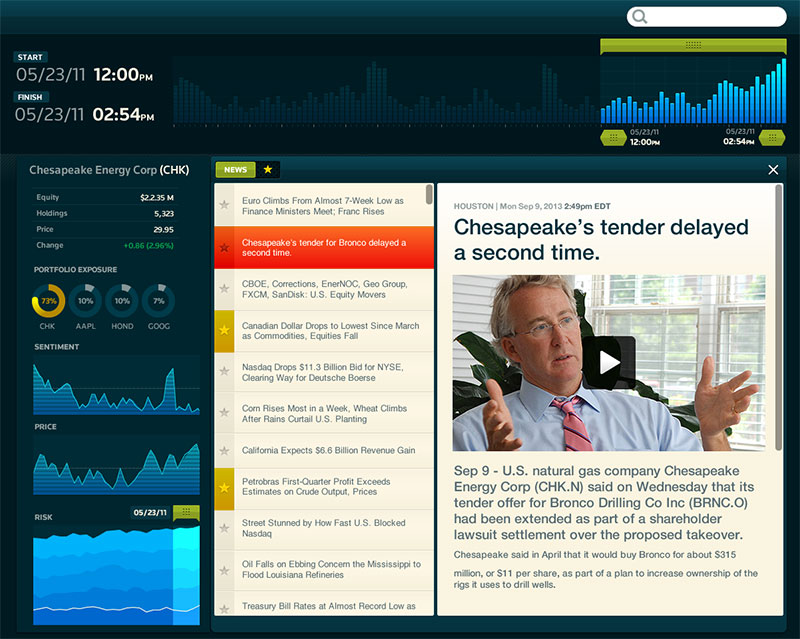 START
05/23/11 12:00PM
FINISH
05/23/11 02:54PM
05/23/11
12:00PM
05/23/11
02:54PM
Chesapeake Energy Corp (CHK)
Equity $2.2.35 M
Holdings 5,323
Price 29.95
Change +0.86 (2.96%)
PORTFOLIO EXPOSURE
73% 10% 10% 7%
CHK AAPL HOND GOOG
SENTIMENT
PRICE
RISK
05/23/11
NEWS
Euro Climbs From Almost 7-Week Low as
Finance Ministers Meet; Franc Rises
Chesapeake's tender for Bronco delayed a
second time.
CBOE, Corrections, EnerNOC, Geo Group,
FXCM, SanDisk: U.S. Equity Movers
Canadian Dollar Drops to Lowest Since March
as Commodities, Equities Fall
Nasdaq Drops $11.3 Billion Bid for NYSE,
Clearing Way for Deutsche Boerse
Corn Rises Most in a Week, Wheat Climbs
After Rains Curtail U.S. Planting
California Expects $6.6 Billion Revenue Gain
Petrobras First-Quarter Profit Exceeds
Estimates on Crude Output, Prices
Street Stunned by How Fast U.S. Blocked
Nasdaq
Oil Falls on Ebbing Concern the Mississippi to
Flood Louisiana Refineries
Treasury Bill Rates at Almost Record Low as
HOUSTON | Mon Sep 9, 2013 2:49pm EDT
Chesapeake's tender delayed
a second time.
Sep 9 - U.S. natural gas company Chesapeake
Energy Corp (CHK.N) said on Wednesday that its
tender offer for Bronco Drilling Co Inc (BRNC.O)
had been extended as part of a shareholder
lawsuit settlement over the proposed takeover.
Chesapeake said in April that it would buy Bronco for about $315
million, or $11 per share, as part of a plan to increase ownership of the
rigs it uses to drill wells.